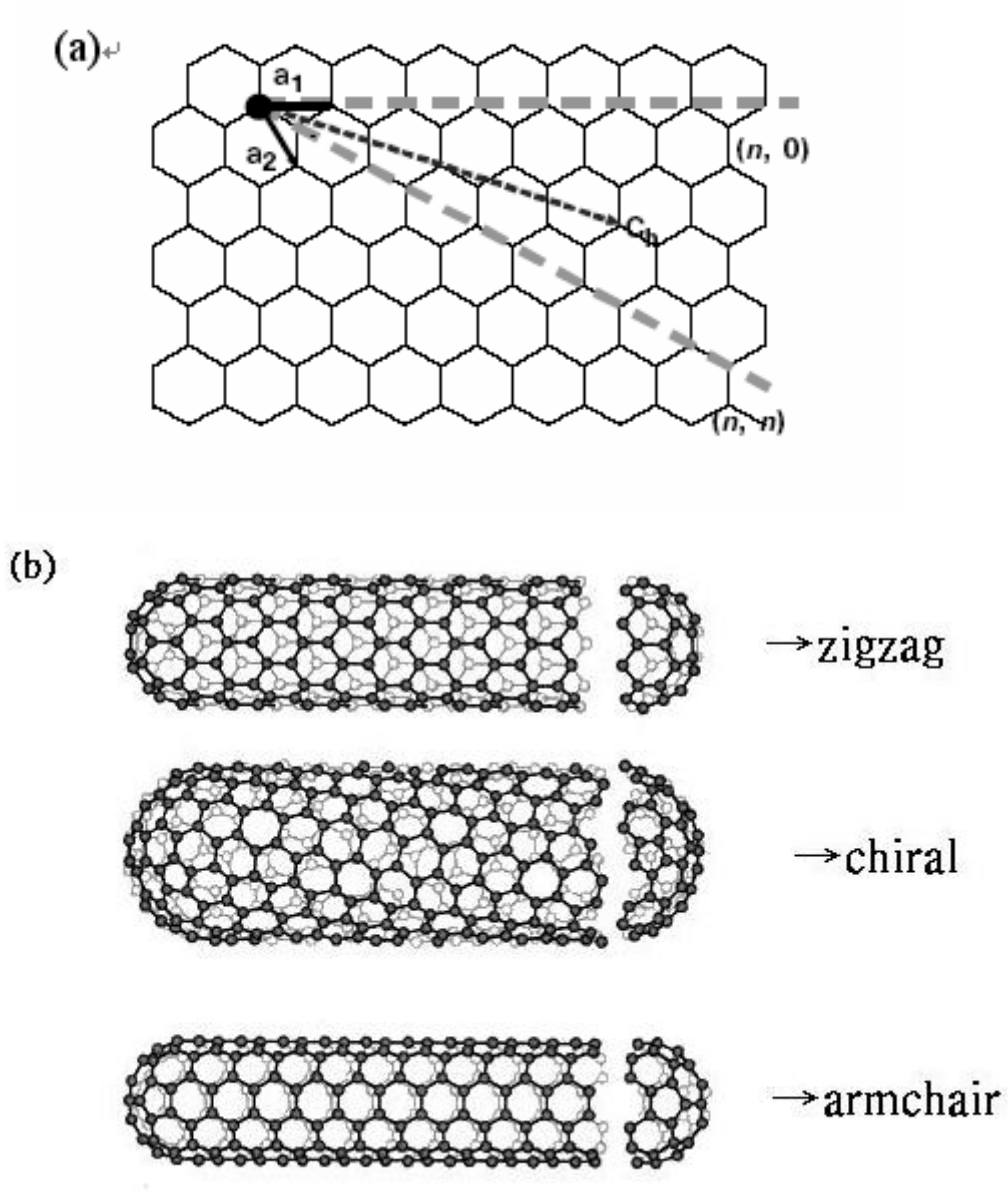 (a)↵
a1
(n, 0)
a2
Ch
(n, n)
(b)
→zigzag
→chiral
→armchair